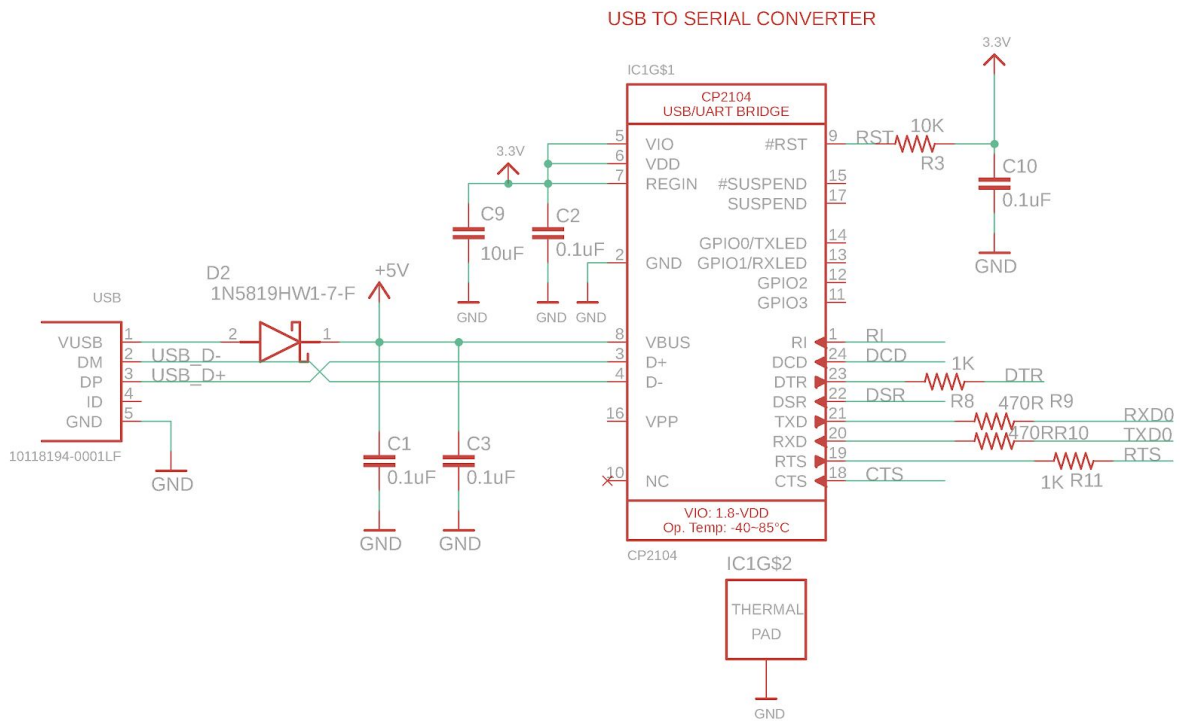 USB TO SERIAL CONVERTER
IC1G$1
CP2104
USB/UART BRIDGE
5 VIO
6 VDD
7 REGIN
2 GND
8 VBUS
3 D+
4 D-
16 VPP
10 NC
#RST 9
#SUSPEND 15
SUSPEND 17
GPIO0/TXLED 14
GPIO1/RXLED 13
GPIO2 12
GPIO3 11
RI 1
DCD 24
DTR 23
DSR 22
TXD 21
RXD 20
RTS 19
CTS 18
VIO: 1.8-VDD
Op. Temp: -40~85°C
CP2104
3.3V
C9
10uF
GND
C2
0.1uF
GND
GND
D2
1N5819HW1-7-F
2
1
+5V
USB
VUSB 1
DM 2
DP 3
ID 4
GND 5
10118194-0001LF
USB_D-
USB_D+
GND
C1
0.1uF
GND
C3
0.1uF
GND
3.3V
RST
10K
R3
C10
0.1uF
GND
RI
DCD
1K
R8
DTR
DSR
470R R9
RXD0
470R R10
TXD0
RTS
1K R11
CTS
IC1G$2
THERMAL
PAD
GND